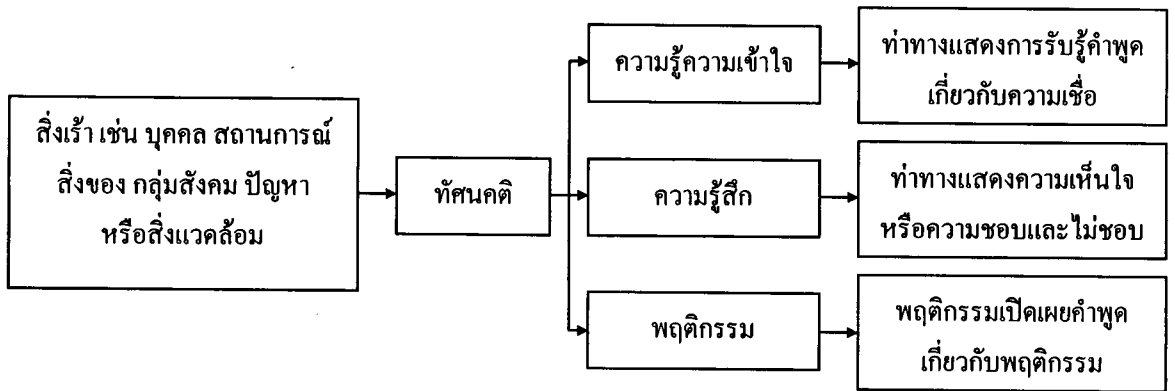 สิ่งเร้า เช่น บุคคล สถานการณ์
สิ่งของ กลุ่มสังคม ปัญหา
หรือสิ่งแวดล้อม
ทัศนคติ
ความรู้ความเข้าใจ
ท่าทางแสดงการรับรู้คำพูด
เกี่ยวกับความเชื่อ
ความรู้สึก
ท่าทางแสดงความเห็นใจ
หรือความชอบและไม่ชอบ
พฤติกรรม
พฤติกรรมเปิดเผยคำพูด
เกี่ยวกับพฤติกรรม